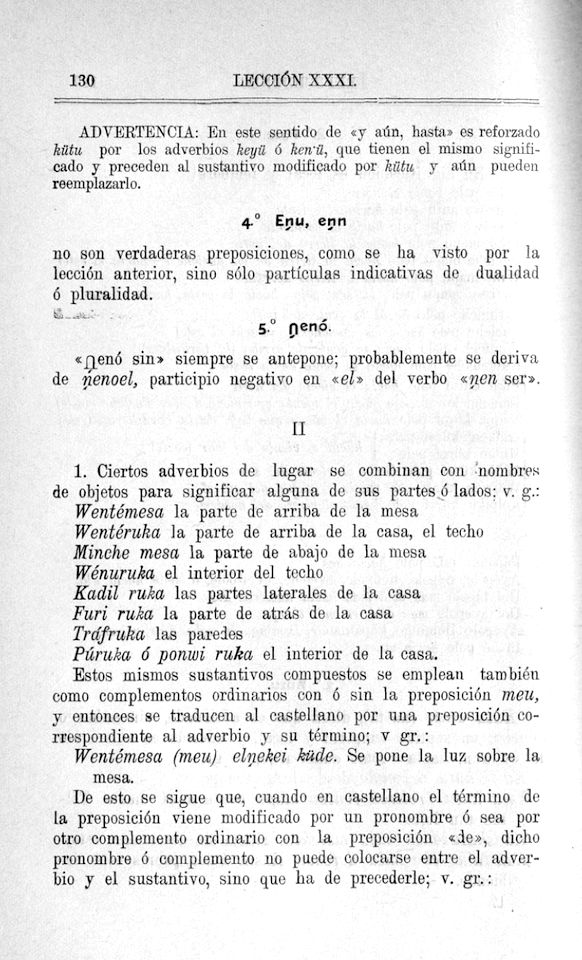 130 LECCIÓN XXXI.
ADVERTENCIA: En este sentido de «y aún, hasta» es reforzado
kütu por los adverbios keyü ó ken·ü, que tienen el mismo signifi-
cado y preceden al sustantivo modificado por kütu y aún pueden
reemplazarlo.
4.º Eŋu, eŋn
no son verdaderas preposiciones, como se ha visto por la
lección anterior, sino sólo partículas indicativas de dualidad
ó pluralidad.
5.º Ŋenó.
«Ŋenó sin» siempre se antepone; probablemente se deriva
de ŋenoel, participio negativo en «el» del verbo «ŋen ser».
II
1. Ciertos adverbios de lugar se combinan con nombres
de objetos para significar alguna de sus partes ó lados; v. g.:
Wentémesa la parte de arriba de la mesa
Wentéruka la parte de arriba de la casa, el techo
Minche mesa la parte de abajo de la mesa
Wénuruka el interior del techo
Kadil ruka las partes laterales de la casa
Furi ruka la parte de atrás de la casa
Tráfruka las paredes
Púruka ó ponwi ruka el interior de la casa.
Estos mismos sustantivos compuestos se emplean también
como complementos ordinarios con ó sin la preposición meu,
y entonces se traducen al castellano por una preposición co-
rrespondiente al adverbio y su término; v gr.:
Wentémesa (meu) elŋekei küde. Se pone la luz sobre la
mesa.
De esto se sigue que, cuando en castellano el término de
la preposición viene modificado por un pronombre ó sea por
otro complemento ordinario con la preposición «de», dicho
pronombre ó complemento no puede colocarse entre el adver-
bio y el sustantivo, sino que ha de precederle; v. gr.: